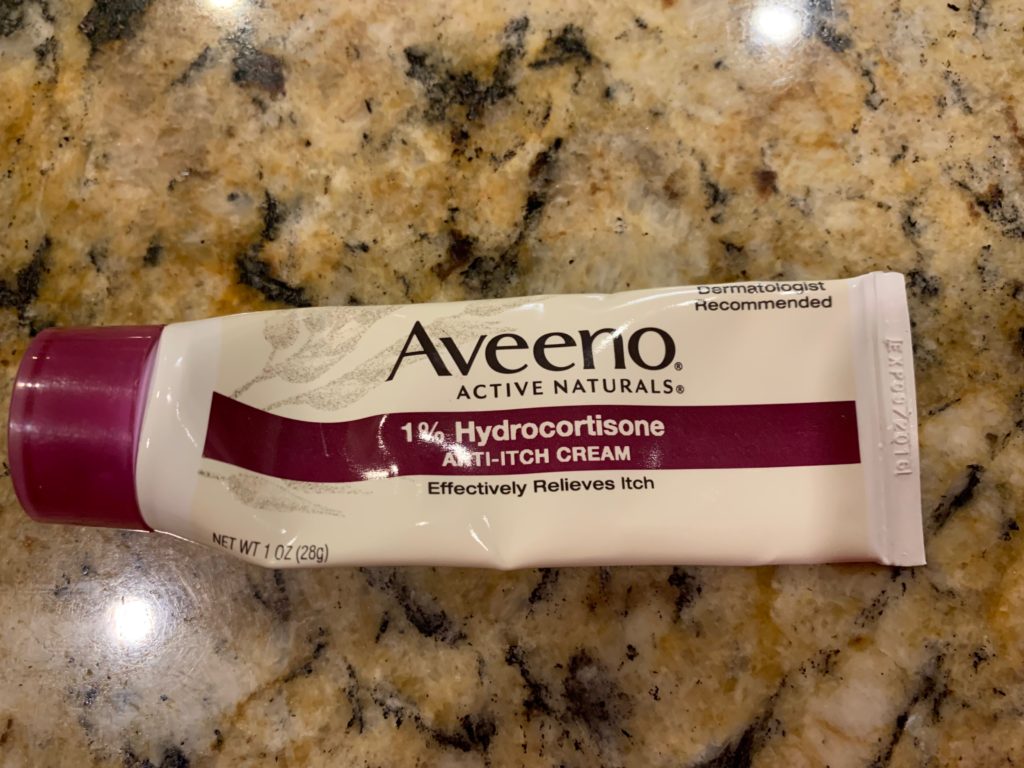 Dermatologist
Recommended
Aveeno®
ACTIVE NATURALS®
1% Hydrocortisone
ANTI-ITCH CREAM
Effectively Relieves Itch
NET WT 1 OZ (28g)